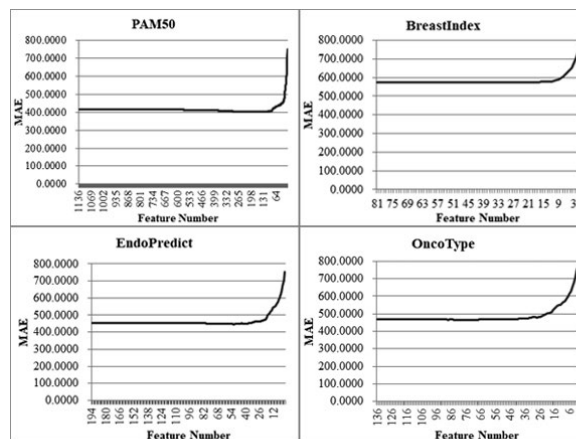 PAM50
800.0000
700.0000
600.0000
500.0000
400.0000
300.0000
200.0000
100.0000
0.0000
MAE
1136 1069 1002 935 868 801 734 667 600 533 466 399 332 265 198 131 64
Feature Number
BreastIndex
800.0000
700.0000
600.0000
500.0000
400.0000
300.0000
200.0000
100.0000
0.0000
MAE
81 75 69 63 57 51 45 39 33 27 21 15 9 3
Feature Number
EndoPredict
800.0000
700.0000
600.0000
500.0000
400.0000
300.0000
200.0000
100.0000
0.0000
MAE
194 180 166 152 138 124 110 96 82 68 54 40 26 12
Feature Number
OncoType
800.0000
700.0000
600.0000
500.0000
400.0000
300.0000
200.0000
100.0000
0.0000
MAE
136 126 116 106 96 86 76 66 56 46 36 26 16 6
Feature Number